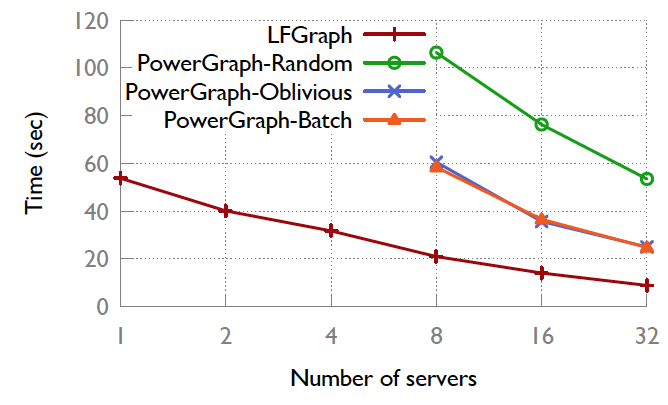 120
100
80
60
40
20
0
LFGraph
PowerGraph-Random
PowerGraph-Oblivious
PowerGraph-Batch
Time (sec)
1 2 4 8 16 32
Number of servers